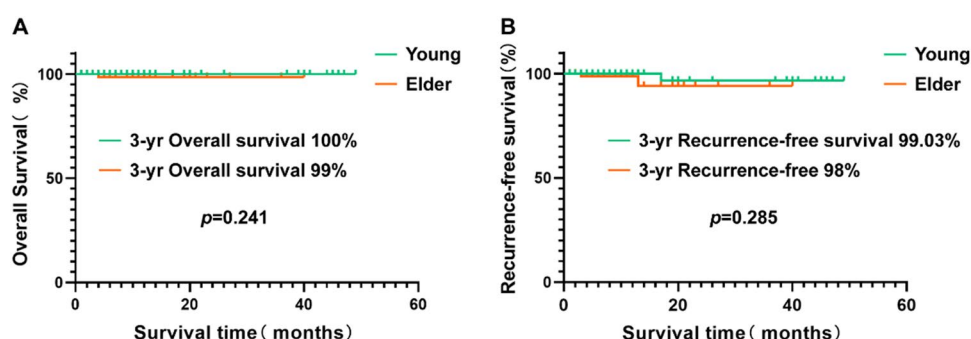 A
Overall Survival( %)
100
50
0
0
20
40
60
Survival time( months)
Young
Elder
3-yr Overall survival 100%
3-yr Overall survival 99%
p=0.241
B
Recurrence-free survival(%)
100
50
0
0
20
40
60
Survival time( months)
Young
Elder
3-yr Recurrence-free survival 99.03%
3-yr Recurrence-free 98%
p=0.285